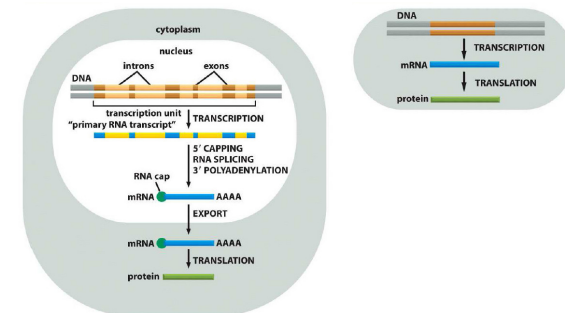 cytoplasm
nucleus
introns exons
DNA
transcription unit
"primary RNA transcript"
TRANSCRIPTION
5′ CAPPING
RNA SPLICING
3′ POLYADENYLATION
RNA cap
mRNA AAAA
EXPORT
mRNA AAAA
TRANSLATION
protein
DNA
TRANSCRIPTION
mRNA
TRANSLATION
protein